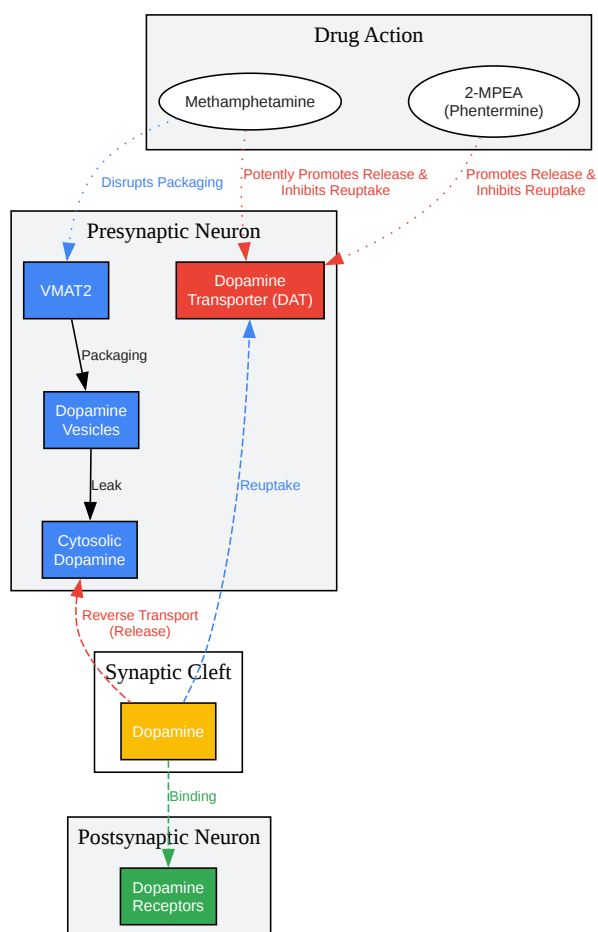 Drug Action
Methamphetamine
2-MPEA
(Phentermine)
Disrupts Packaging
Potently Promotes Release &
Inhibits Reuptake
Promotes Release &
Inhibits Reuptake
Presynaptic Neuron
VMAT2
Dopamine
Transporter (DAT)
Packaging
Dopamine
Vesicles
Leak
Reuptake
Cytosolic
Dopamine
Reverse Transport
(Release)
Synaptic Cleft
Dopamine
Binding
Postsynaptic Neuron
Dopamine
Receptors